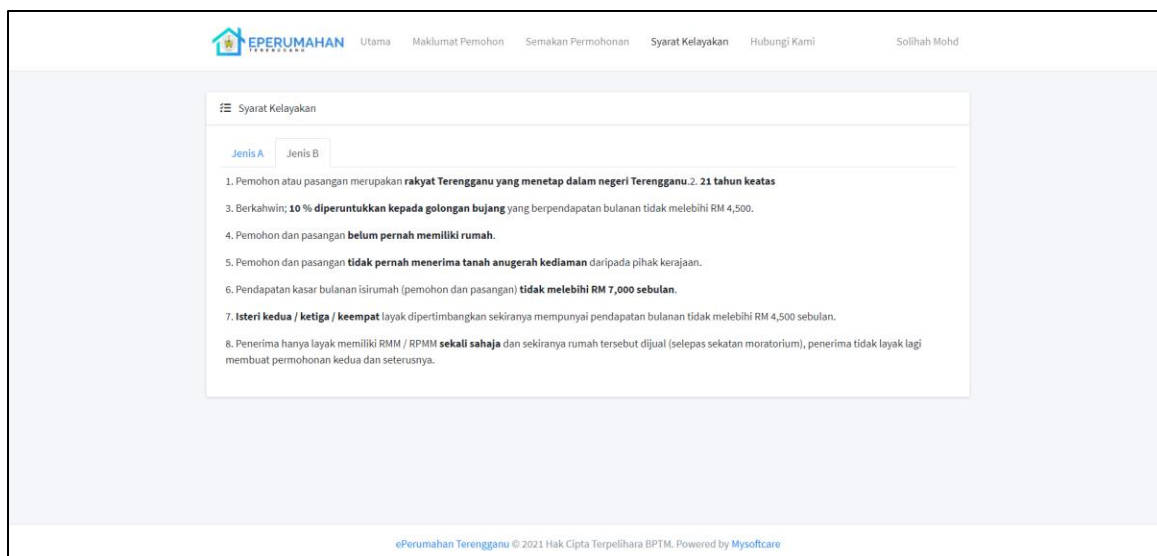 EPERUMAHAN
TERENGGANU
Utama Maklumat Pemohon Semakan Permohonan Syarat Kelayakan Hubungi Kami Solihah Mohd
Syarat Kelayakan
Jenis A Jenis B
1. Pemohon atau pasangan merupakan rakyat Terengganu yang menetap dalam negeri Terengganu.2. 21 tahun keatas
3. Berkahwin; 10 % diperuntukkan kepada golongan bujang yang berpendapatan bulanan tidak melebihi RM 4,500.
4. Pemohon dan pasangan belum pernah memiliki rumah.
5. Pemohon dan pasangan tidak pernah menerima tanah anugerah kediaman daripada pihak kerajaan.
6. Pendapatan kasar bulanan isirumah (pemohon dan pasangan) tidak melebihi RM 7,000 sebulan.
7. Isteri kedua / ketiga / keempat layak dipertimbangkan sekiranya mempunyai pendapatan bulanan tidak melebihi RM 4,500 sebulan.
8. Penerima hanya layak memiliki RMM / RPMM sekali sahaja dan sekiranya rumah tersebut dijual (selepas sekatan moratorium), penerima tidak layak lagi
membuat permohonan kedua dan seterusnya.
ePerumahan Terengganu © 2021 Hak Cipta Terpelihara BPTM. Powered by Mysoftcare